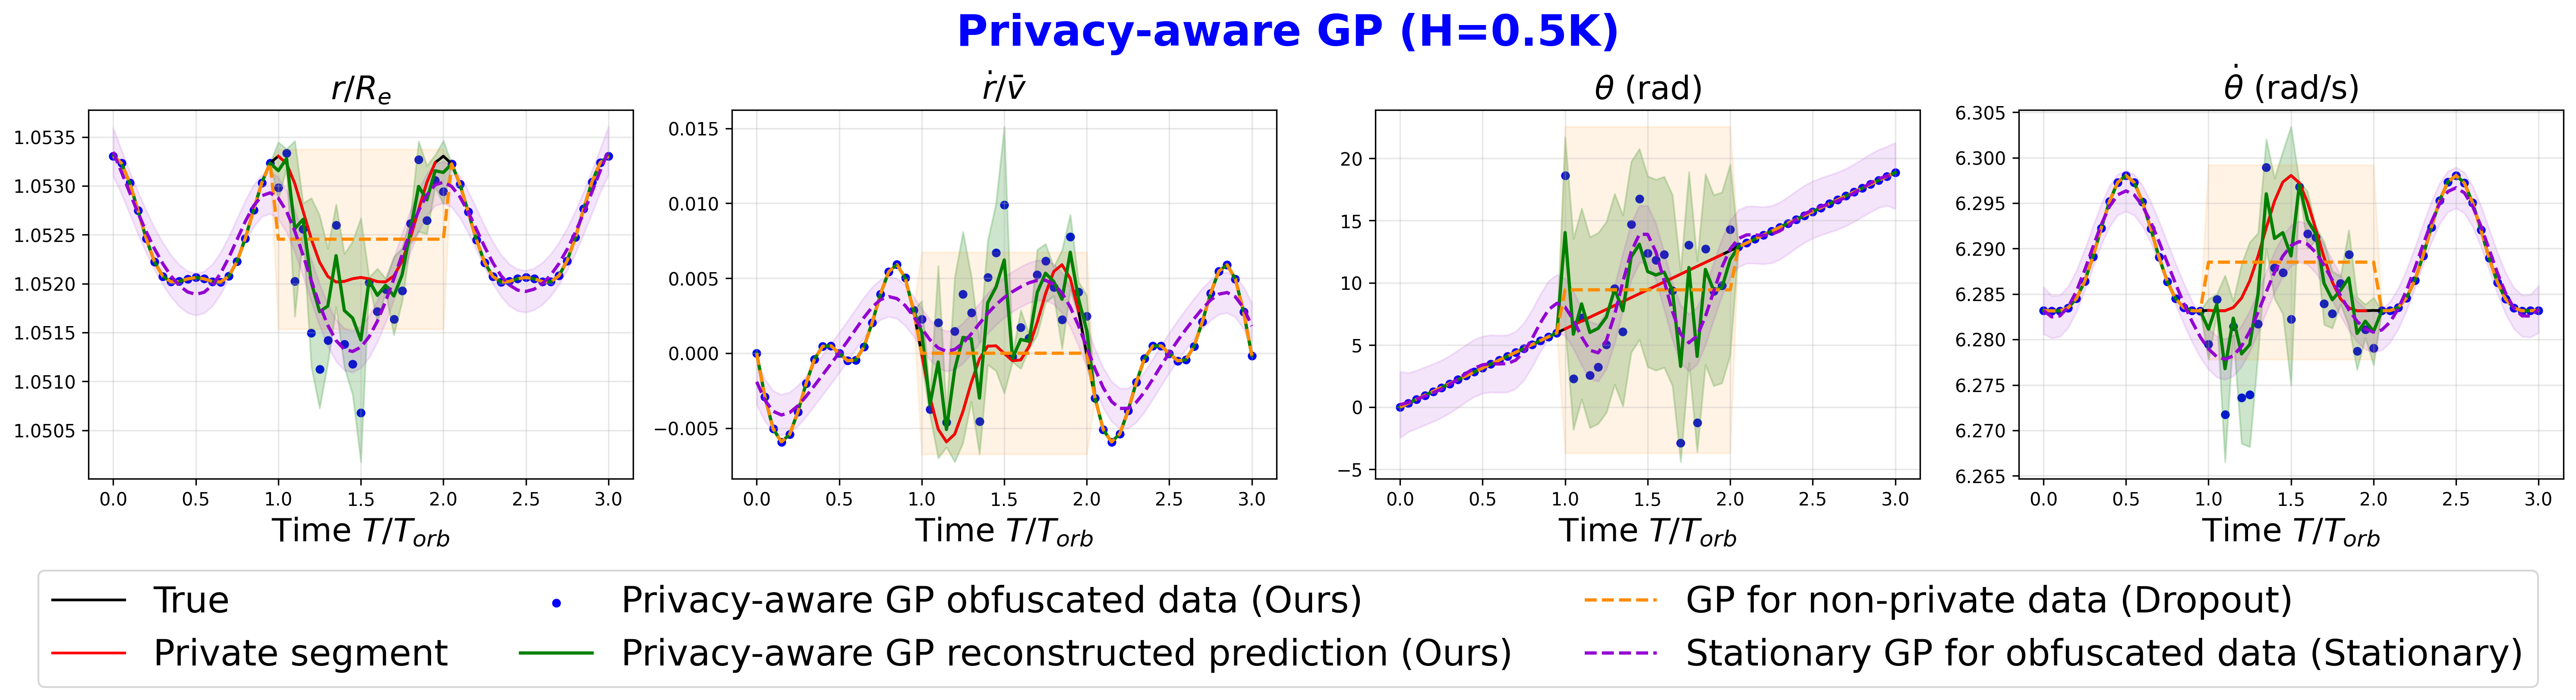 Privacy-aware GP (H=0.5K)
r/R_e
1.0535
1.0530
1.0525
1.0520
1.0515
1.0510
1.0505
0.0 0.5 1.0 1.5 2.0 2.5 3.0
Time T/T_orb
ṙ/v̄
0.015
0.010
0.005
0.000
−0.005
0.0 0.5 1.0 1.5 2.0 2.5 3.0
Time T/T_orb
θ (rad)
20
15
10
5
0
−5
0.0 0.5 1.0 1.5 2.0 2.5 3.0
Time T/T_orb
θ̇ (rad/s)
6.305
6.300
6.295
6.290
6.285
6.280
6.275
6.270
6.265
0.0 0.5 1.0 1.5 2.0 2.5 3.0
Time T/T_orb
True
Private segment
Privacy-aware GP obfuscated data (Ours)
Privacy-aware GP reconstructed prediction (Ours)
GP for non-private data (Dropout)
Stationary GP for obfuscated data (Stationary)